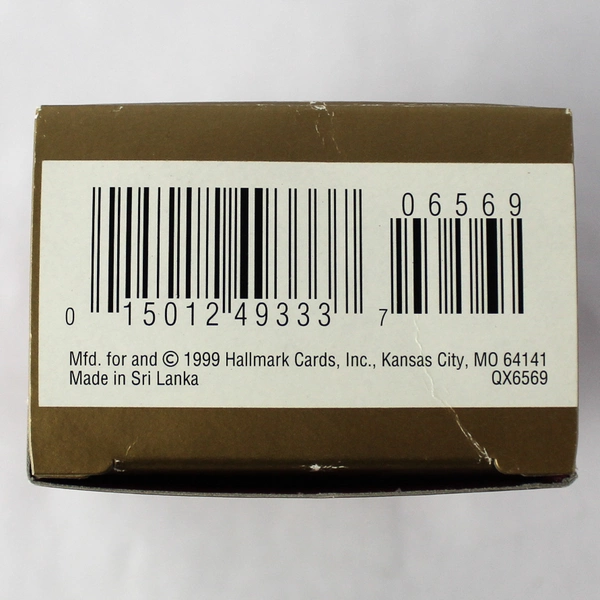 06569
0 15012 49333 7
Mfd. for and © 1999 Hallmark Cards, Inc., Kansas City, MO 64141
Made in Sri Lanka QX6569